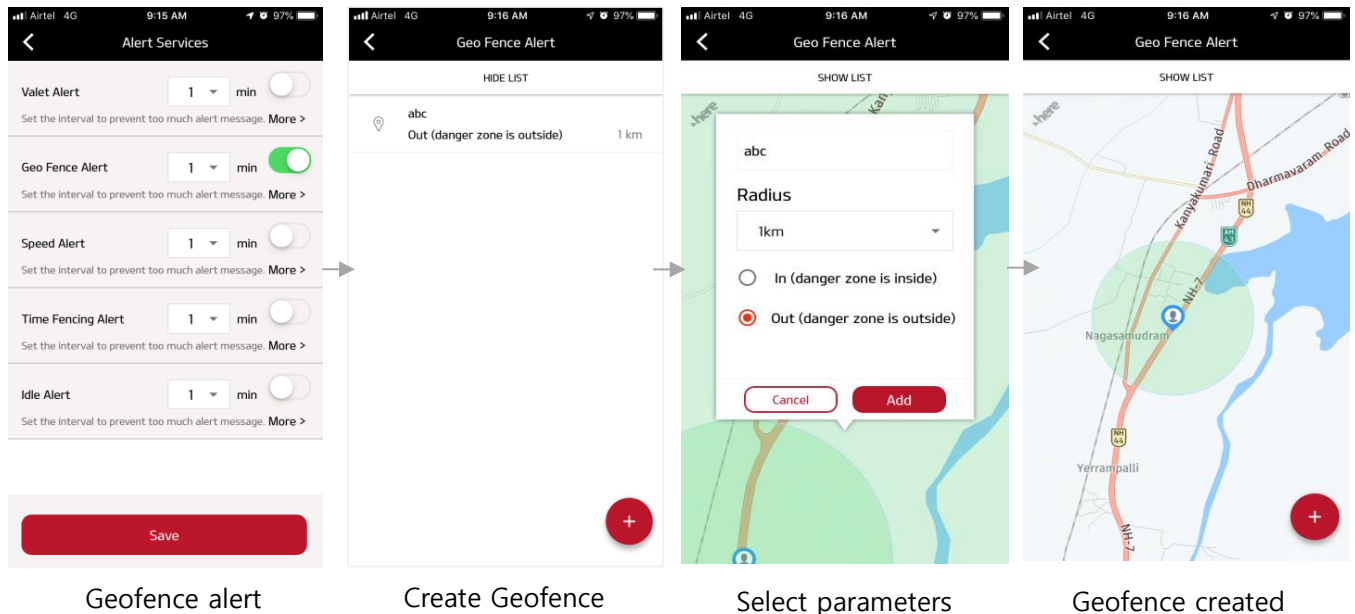 Airtel 4G 9:15 AM 97%
Alert Services
Valet Alert 1 min
Set the interval to prevent too much alert message. More >
Geo Fence Alert 1 min
Set the interval to prevent too much alert message. More >
Speed Alert 1 min
Set the interval to prevent too much alert message. More >
Time Fencing Alert 1 min
Set the interval to prevent too much alert message. More >
Idle Alert 1 min
Set the interval to prevent too much alert message. More >
Save
Geofence alert
Airtel 4G 9:16 AM 97%
Geo Fence Alert
HIDE LIST
abc
Out (danger zone is outside) 1 km
+
Create Geofence
Airtel 4G 9:16 AM 97%
Geo Fence Alert
SHOW LIST
here
abc
Radius
1km
In (danger zone is inside)
Out (danger zone is outside)
Cancel Add
Select parameters
Airtel 4G 9:16 AM 97%
Geo Fence Alert
SHOW LIST
here
Kanyakumari Road
Dharmavaram Road
NH
44
AH
43
NH-7
Nagasamudram
NH
44
Yerrampalli
NH-7
+
Geofence created